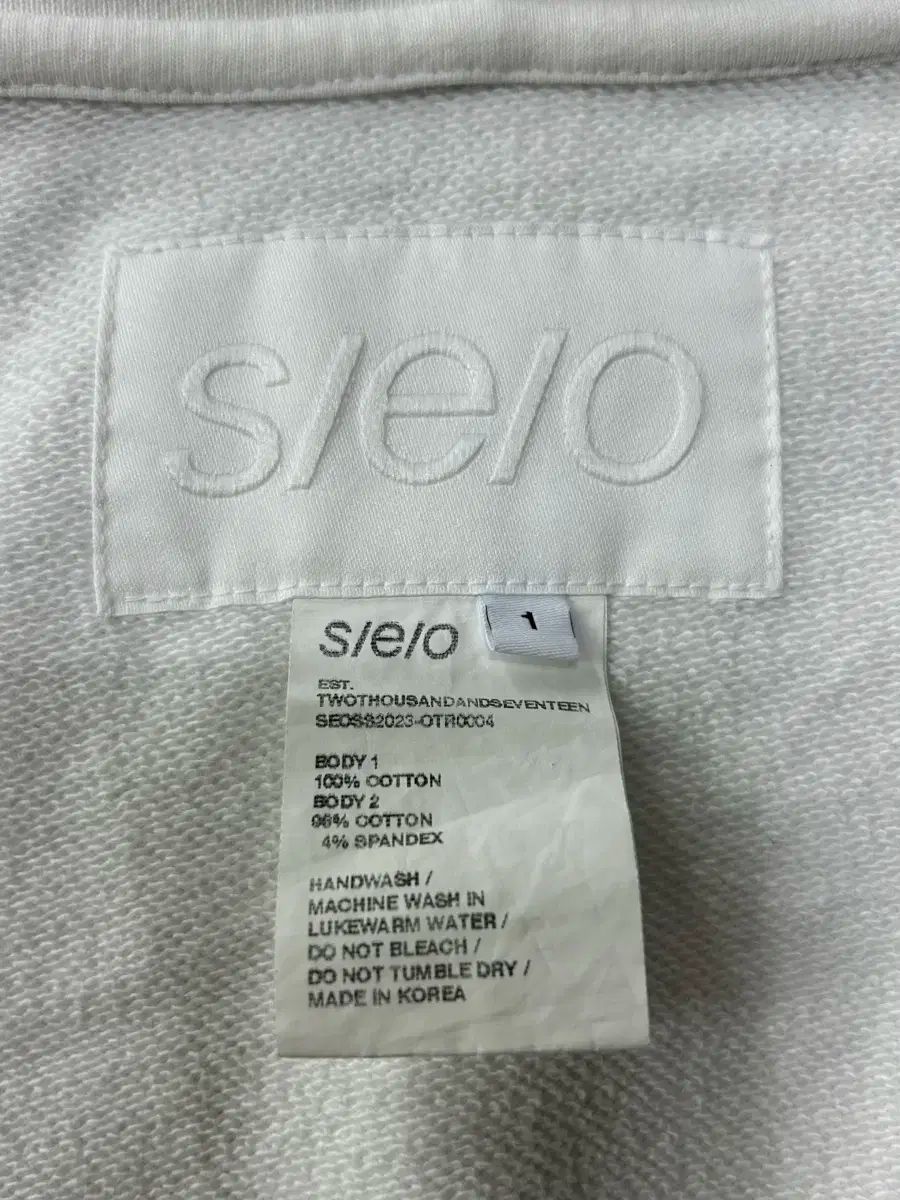 s/e/o
s/e/o
1
EST.
TWOTHOUSANDANDSEVENTEEN
SEOSS2023-OTR0004
BODY 1
100% COTTON
BODY 2
96% COTTON
4% SPANDEX
HANDWASH /
MACHINE WASH IN
LUKEWARM WATER /
DO NOT BLEACH /
DO NOT TUMBLE DRY /
MADE IN KOREA